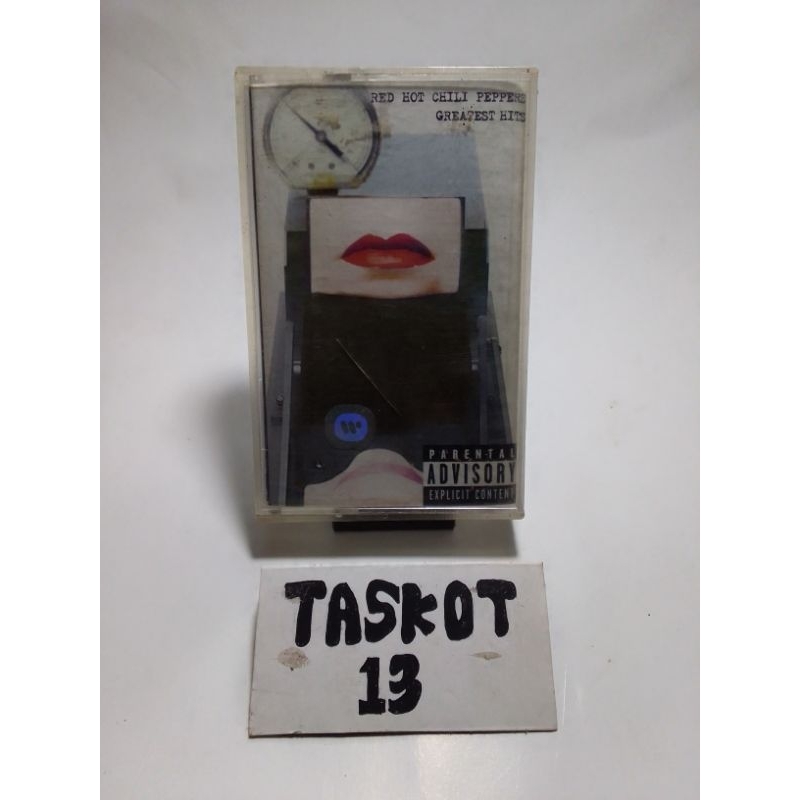 RED HOT CHILI PEPPERS
GREATEST HITS
W
PARENTAL
ADVISORY
EXPLICIT CONTENT
TASKOT
13